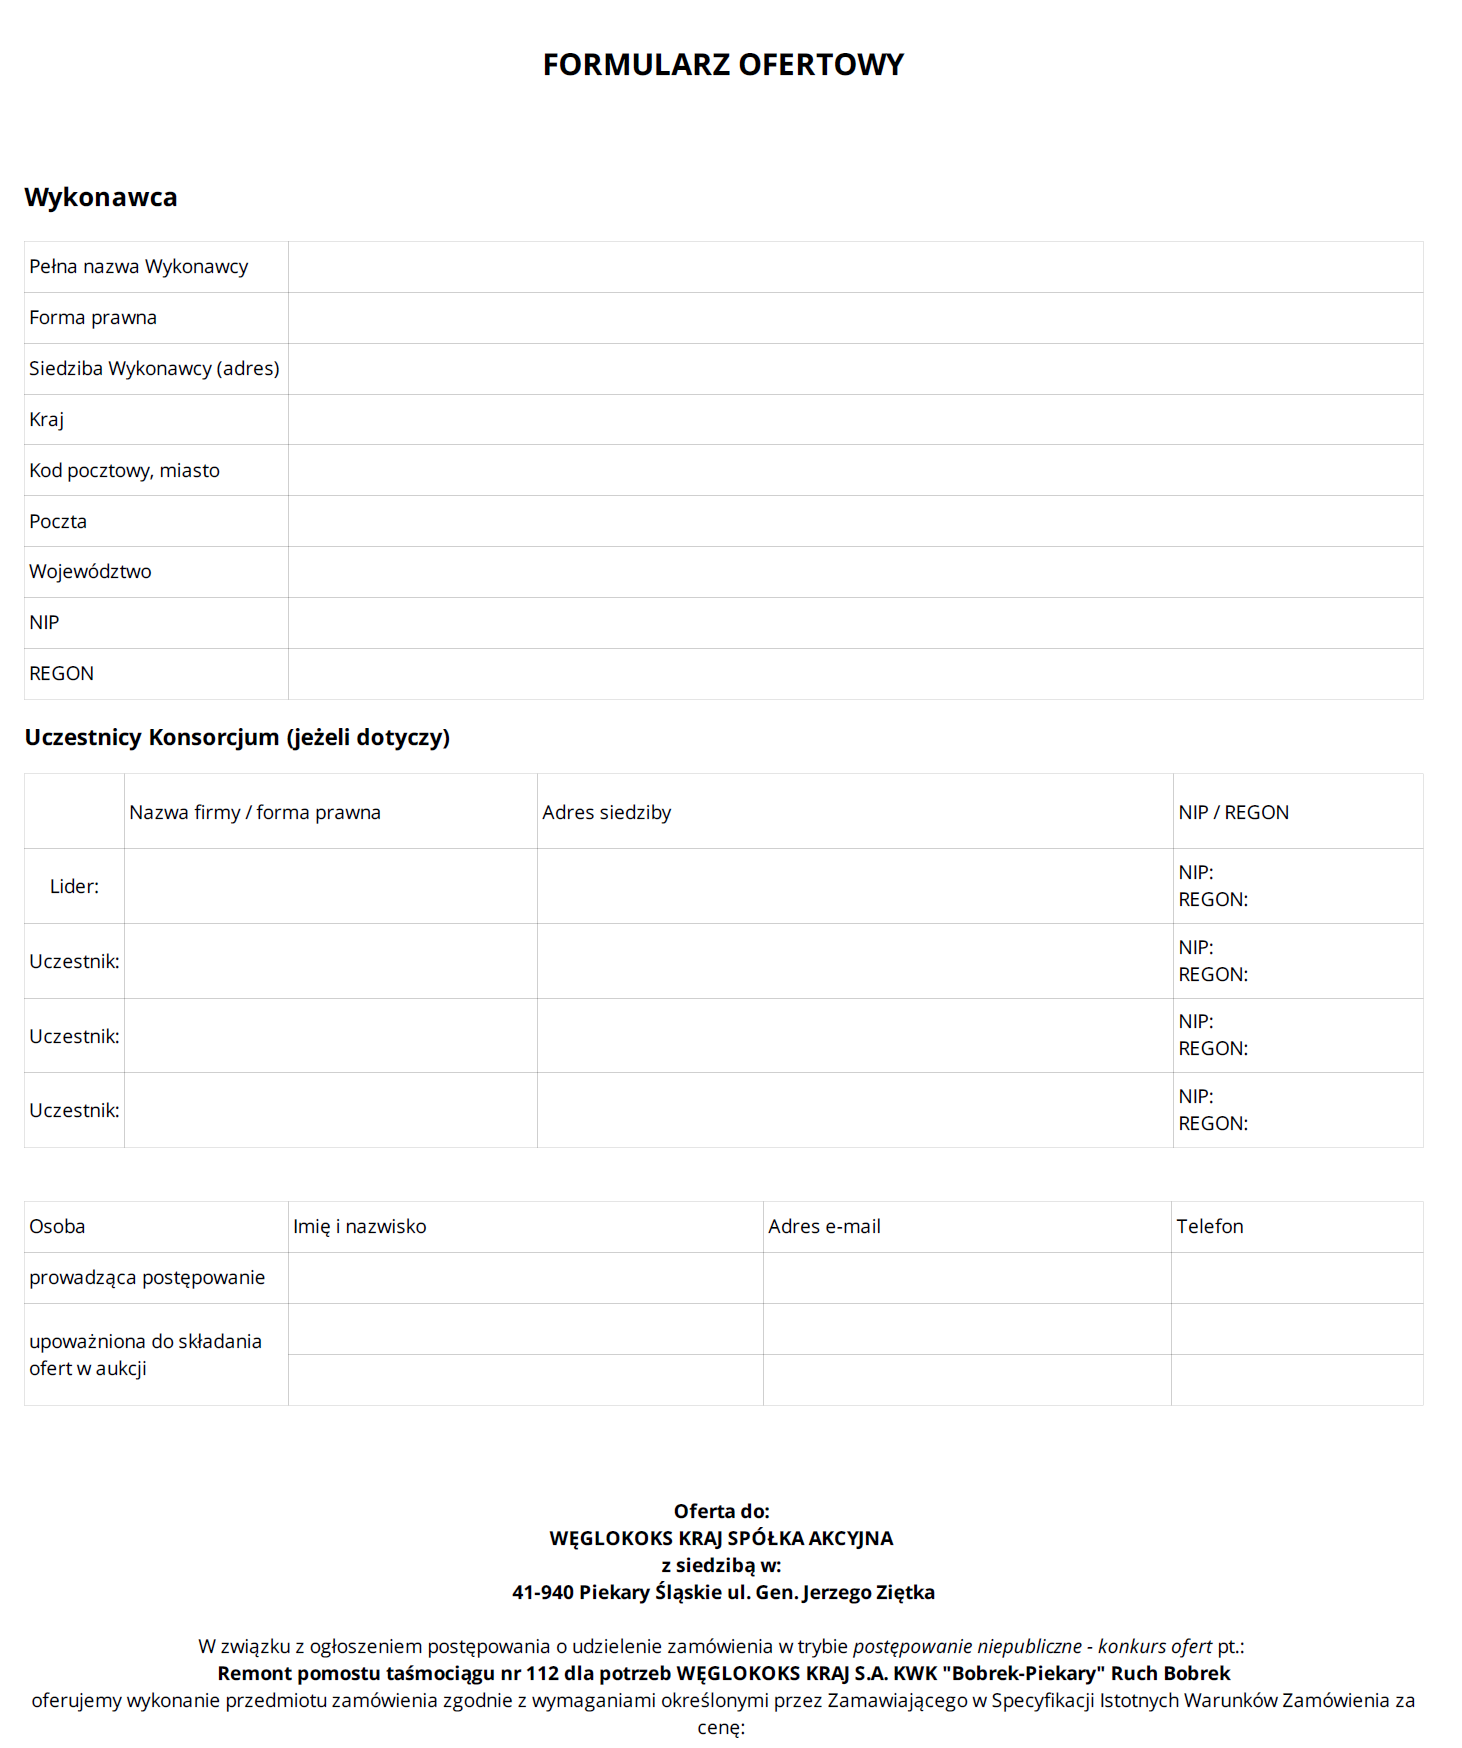 FORMULARZ OFERTOWY
Wykonawca
Pełna nazwa Wykonawcy
Forma prawna
Siedziba Wykonawcy (adres)
Kraj
Kod pocztowy, miasto
Poczta
Województwo
NIP
REGON
Uczestnicy Konsorcjum (jeżeli dotyczy)
Nazwa firmy / forma prawna Adres siedziby NIP / REGON
Lider: NIP:
REGON:
Uczestnik: NIP:
REGON:
Uczestnik: NIP:
REGON:
Uczestnik: NIP:
REGON:
Osoba Imię i nazwisko Adres e-mail Telefon
prowadząca postępowanie
upoważniona do składania
ofert w aukcji
Oferta do:
WĘGLOKOKS KRAJ SPÓŁKA AKCYJNA
z siedzibą w:
41-940 Piekary Śląskie ul. Gen. Jerzego Ziętka
W związku z ogłoszeniem postępowania o udzielenie zamówienia w trybie postępowanie niepubliczne - konkurs ofert pt.:
Remont pomostu taśmociągu nr 112 dla potrzeb WĘGLOKOKS KRAJ S.A. KWK "Bobrek-Piekary" Ruch Bobrek
oferujemy wykonanie przedmiotu zamówienia zgodnie z wymaganiami określonymi przez Zamawiającego w Specyfikacji Istotnych Warunków Zamówienia za
cenę: